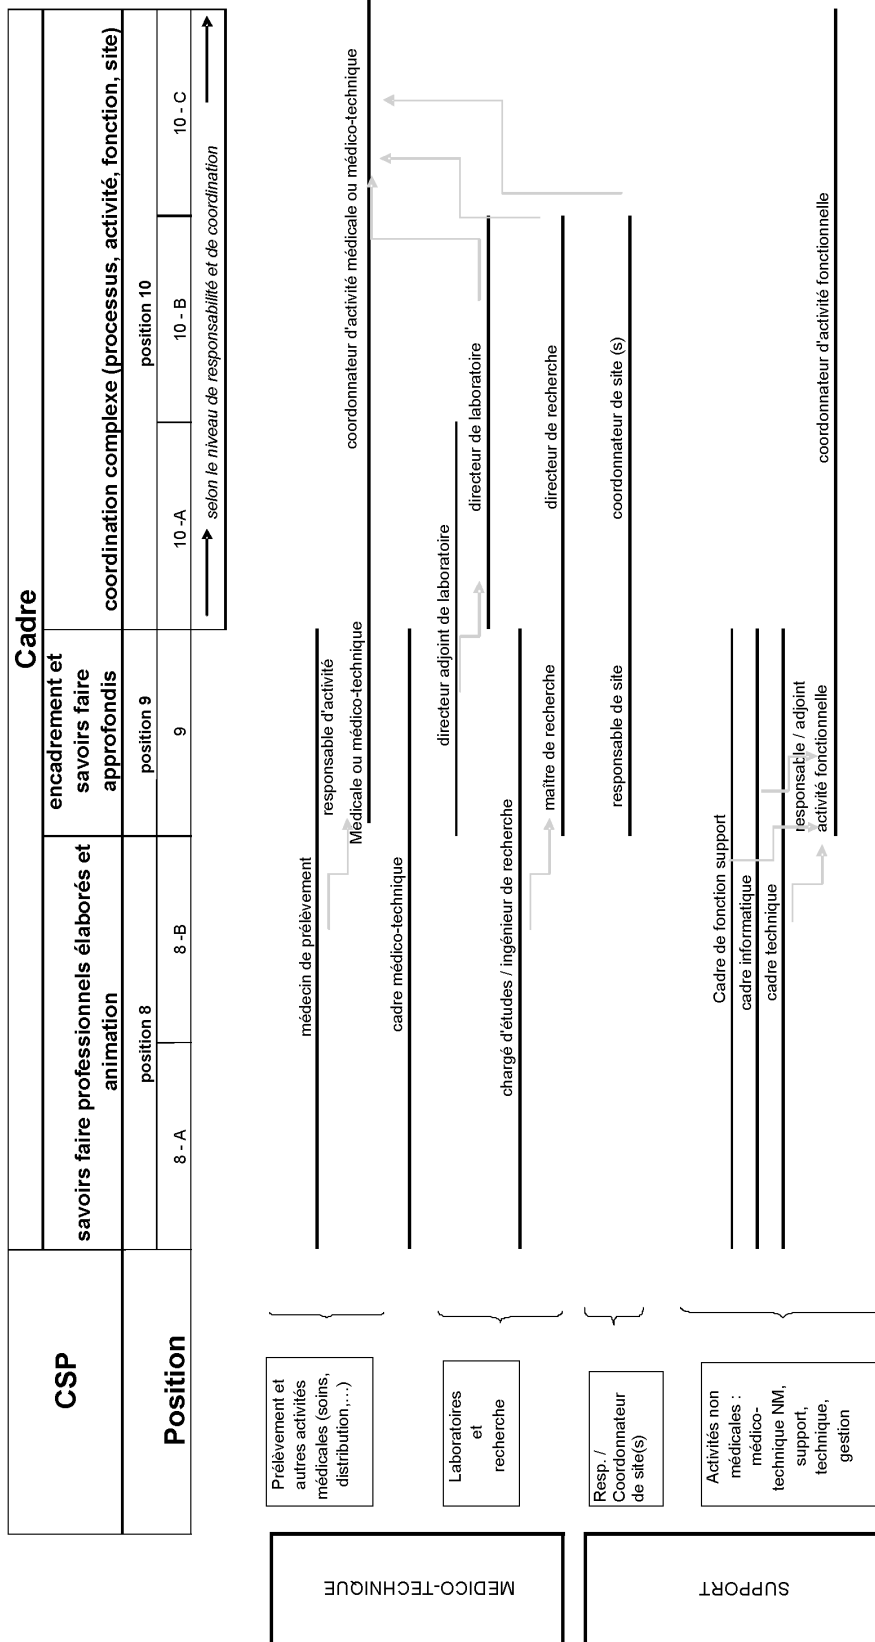 CSP
Cadre
savoirs faire professionnels élaborés et
animation
encadrement et
savoirs faire
approfondis
coordination complexe (processus, activité, fonction, site)
Position
position 8
position 9
position 10
8 - A
8 -B
9
10 -A
10 - B
10 - C
selon le niveau de responsabilité et de coordination
MEDICO-TECHNIQUE
Prélèvement et
autres activités
médicales (soins,
distribution,…)
médecin de prélèvement
responsable d'activité
Medicale ou médico-technique
coordonnateur d'activité médicale ou médico-technique
cadre médico-technique
Laboratoires
et
recherche
directeur adjoint de laboratoire
directeur de laboratoire
chargé d'études / ingénieur de recherche
maître de recherche
directeur de recherche
SUPPORT
Resp. /
Coordonnateur
de site(s)
responsable de site
coordonnateur de site (s)
Activités non
médicales :
médico-
technique NM,
support,
technique,
gestion
Cadre de fonction support
cadre informatique
cadre technique
responsable / adjoint
activité fonctionnelle
coordonnateur d'activité fonctionnelle